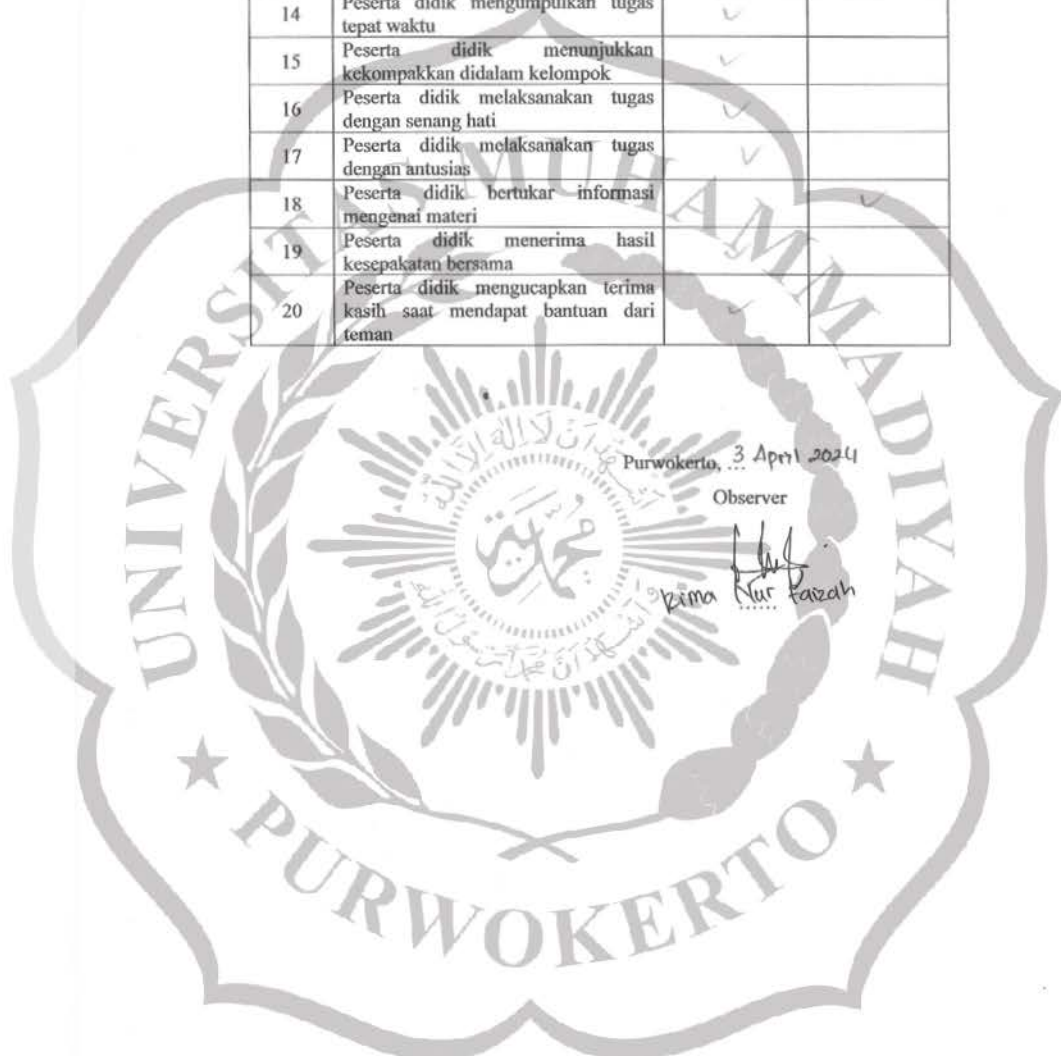 14 Peserta didik mengumpulkan tugas
tepat waktu ✓
15 Peserta didik menunjukkan
kekompakkan didalam kelompok ✓
16 Peserta didik melaksanakan tugas
dengan senang hati ✓
17 Peserta didik melaksanakan tugas
dengan antusias ✓
18 Peserta didik bertukar informasi
mengenai materi ✓
19 Peserta didik menerima hasil
kesepakatan bersama
20 Peserta didik mengucapkan terima
kasih saat mendapat bantuan dari
teman ✓
Purwokerto, ... 3 April 2024
Observer
Rima Nur Faizah
......
UNIVERSITAS MUHAMMADIYAH
★ PURWOKERTO ★